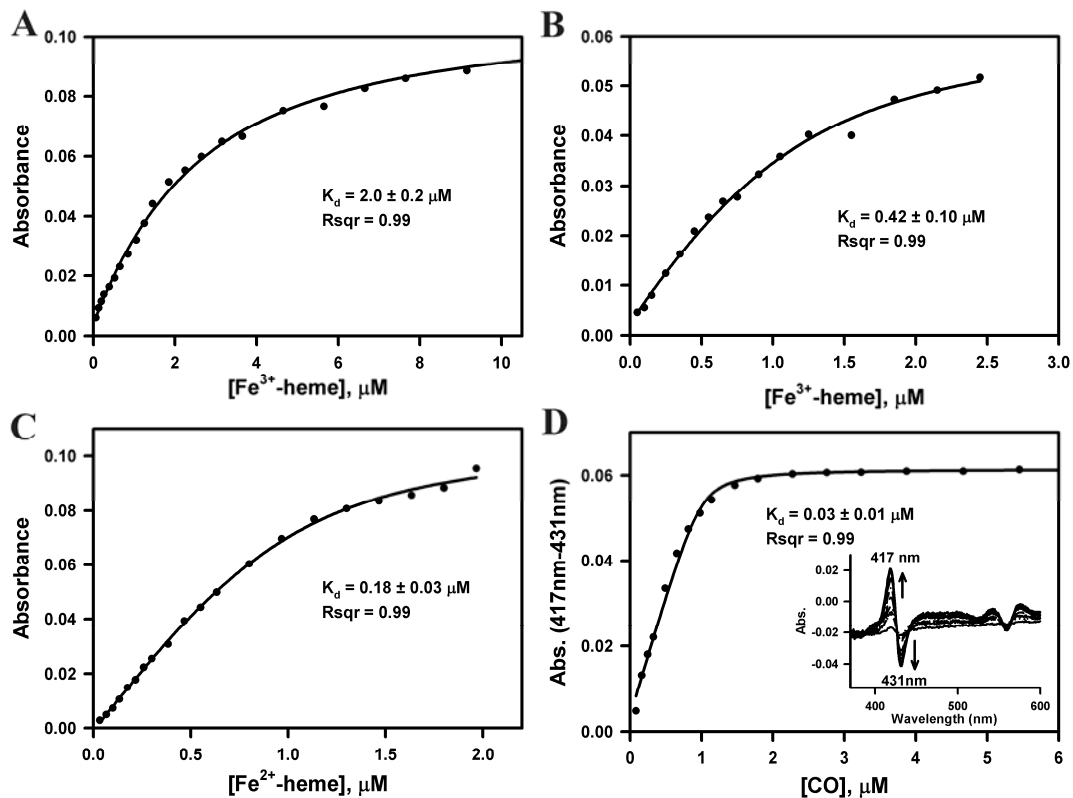 A
0.10
0.08
0.06
0.04
0.02
0.00
Absorbance
K_d = 2.0 ± 0.2 µM
Rsqr = 0.99
0 2 4 6 8 10
[Fe³⁺-heme], µM
B
0.06
0.05
0.04
0.03
0.02
0.01
0.00
Absorbance
K_d = 0.42 ± 0.10 µM
Rsqr = 0.99
0.0 0.5 1.0 1.5 2.0 2.5 3.0
[Fe³⁺-heme], µM
C
0.10
0.08
0.06
0.04
0.02
0.00
Absorbance
K_d = 0.18 ± 0.03 µM
Rsqr = 0.99
0.0 0.5 1.0 1.5 2.0
[Fe²⁺-heme], µM
D
0.06
0.04
0.02
0.00
Abs. (417nm-431nm)
K_d = 0.03 ± 0.01 µM
Rsqr = 0.99
417 nm
0.02
0.00
-0.02
-0.04
Abs.
431nm
400 500 600
Wavelength (nm)
0 1 2 3 4 5 6
[CO], µM